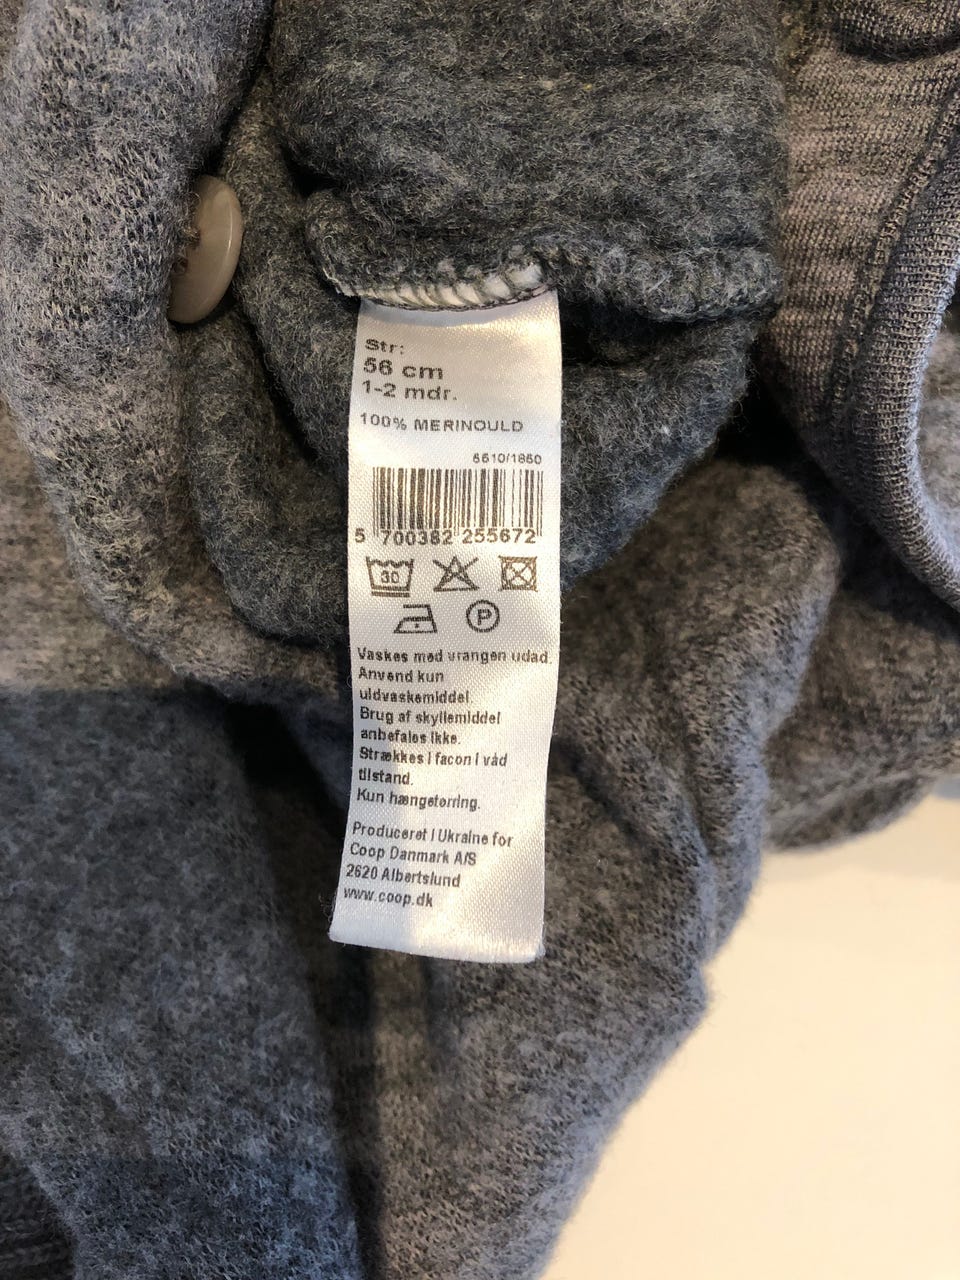 Str:
56 cm
1-2 mdr.
100% MERINOULD
5610/1850
5 700382 255672
30
P
Vaskes med vrangen udad.
Anvend kun
uldvaskemiddel.
Brug af skyllemiddel
anbefales ikke.
Strækkes i facon i våd
tilstand.
Kun hængetørring.
Produceret i Ukraine for
Coop Danmark A/S
2620 Albertslund
www.coop.dk